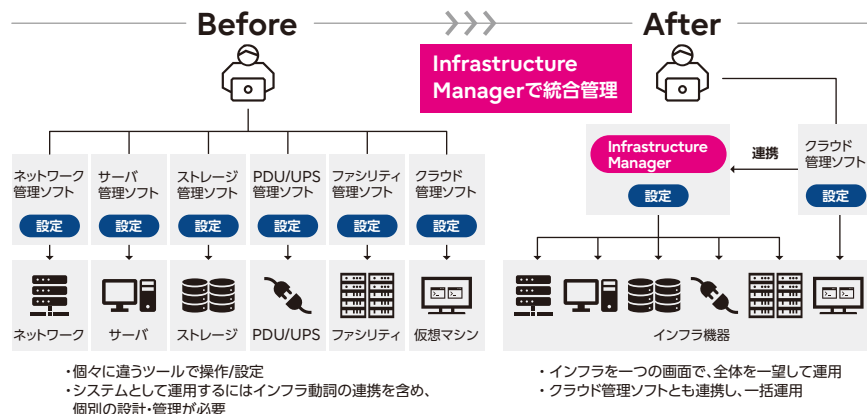 Before
After
Infrastructure
Managerで統合管理
ネットワーク
管理ソフト
設定
サーバ
管理ソフト
設定
ストレージ
管理ソフト
設定
PDU/UPS
管理ソフト
設定
ファシリティ
管理ソフト
設定
クラウド
管理ソフト
設定
ネットワーク
サーバ
ストレージ
PDU/UPS
ファシリティ
仮想マシン
・個々に違うツールで操作/設定
・システムとして運用するにはインフラ動詞の連携を含め、
個別の設計・管理が必要
Infrastructure
Manager
設定
連携
クラウド
管理ソフト
設定
インフラ機器
・インフラを一つの画面で、全体を一望して運用
・クラウド管理ソフトとも連携し、一括運用